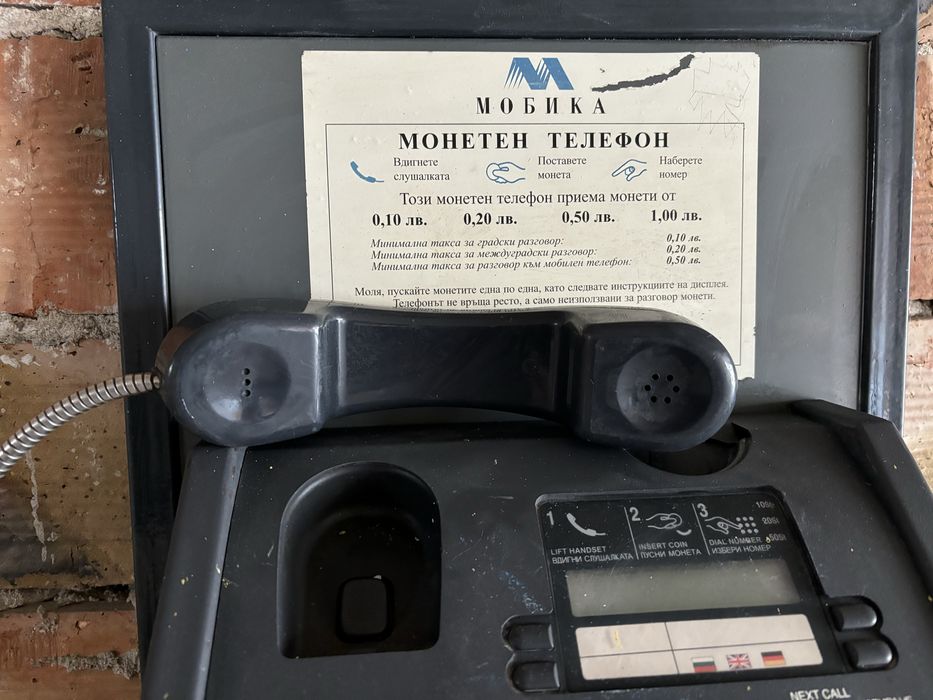 МОБИКА
МОНЕТЕН ТЕЛЕФОН
Вдигнете слушалката
Поставете монета
Наберете номер
Този монетен телефон приема монети от
0,10 лв. 0,20 лв. 0,50 лв. 1,00 лв.
Минимална такса за градски разговор: 0,10 лв.
Минимална такса за междуградски разговор: 0,20 лв.
Минимална такса за разговор към мобилен телефон: 0,50 лв.
Моля, пускайте монетите една по една, като следвате инструкциите на дисплея.
Телефонът не връща ресто, а само неизползвани за разговор монети.
1 LIFT HANDSET
ВДИГНИ СЛУШАЛКАТА
2 INSERT COIN
ПУСНИ МОНЕТА
3 DIAL NUMBER
ИЗБЕРИ НОМЕР
10St
20St
50St
NEXT CALL